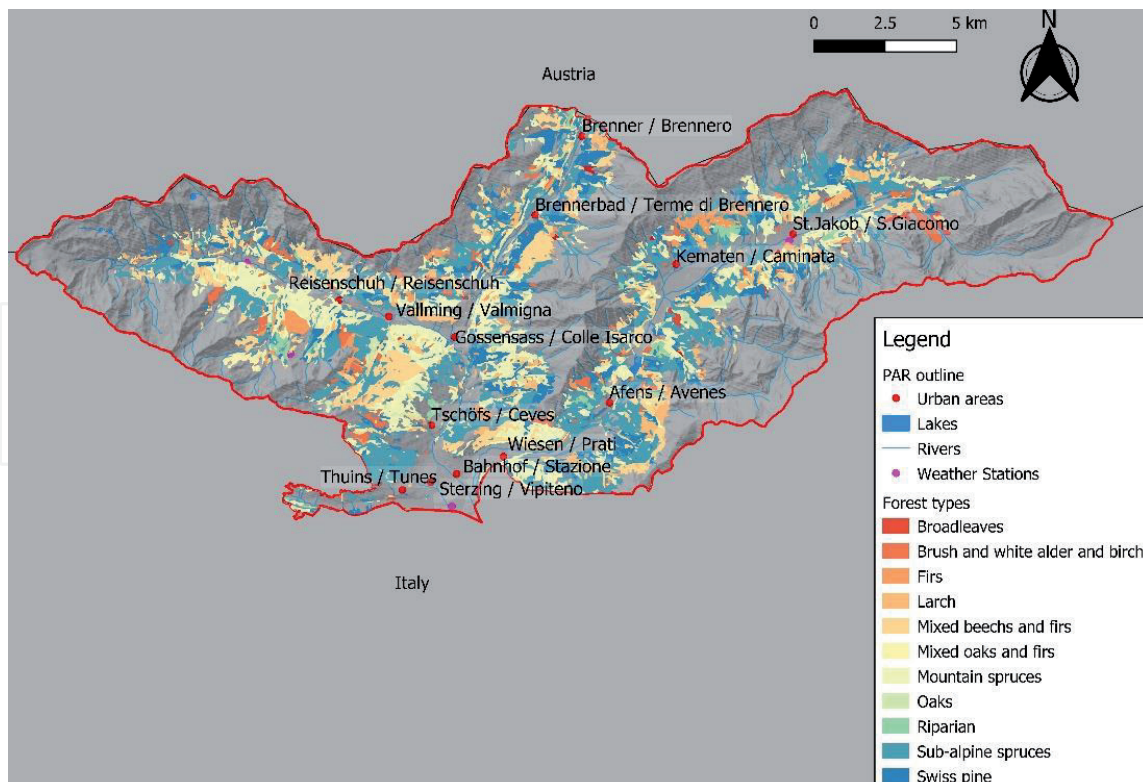 0 2.5 5 km
N
Austria
Brenner / Brennero
Brennerbad / Terme di Brennero
St.Jakob / S.Giacomo
Kematen / Caminata
Reisenschuh / Reisenschuh
Vallming / Valmigna
Gossensass / Colle Isarco
Afens / Avenes
Tschöfs / Ceves
Wiesen / Prati
Bahnhof / Stazione
Thuins / Tunes
Sterzing / Vipiteno
Italy
Legend
PAR outline
Urban areas
Lakes
Rivers
Weather Stations
Forest types
Broadleaves
Brush and white alder and birch
Firs
Larch
Mixed beechs and firs
Mixed oaks and firs
Mountain spruces
Oaks
Riparian
Sub-alpine spruces
Swiss pine